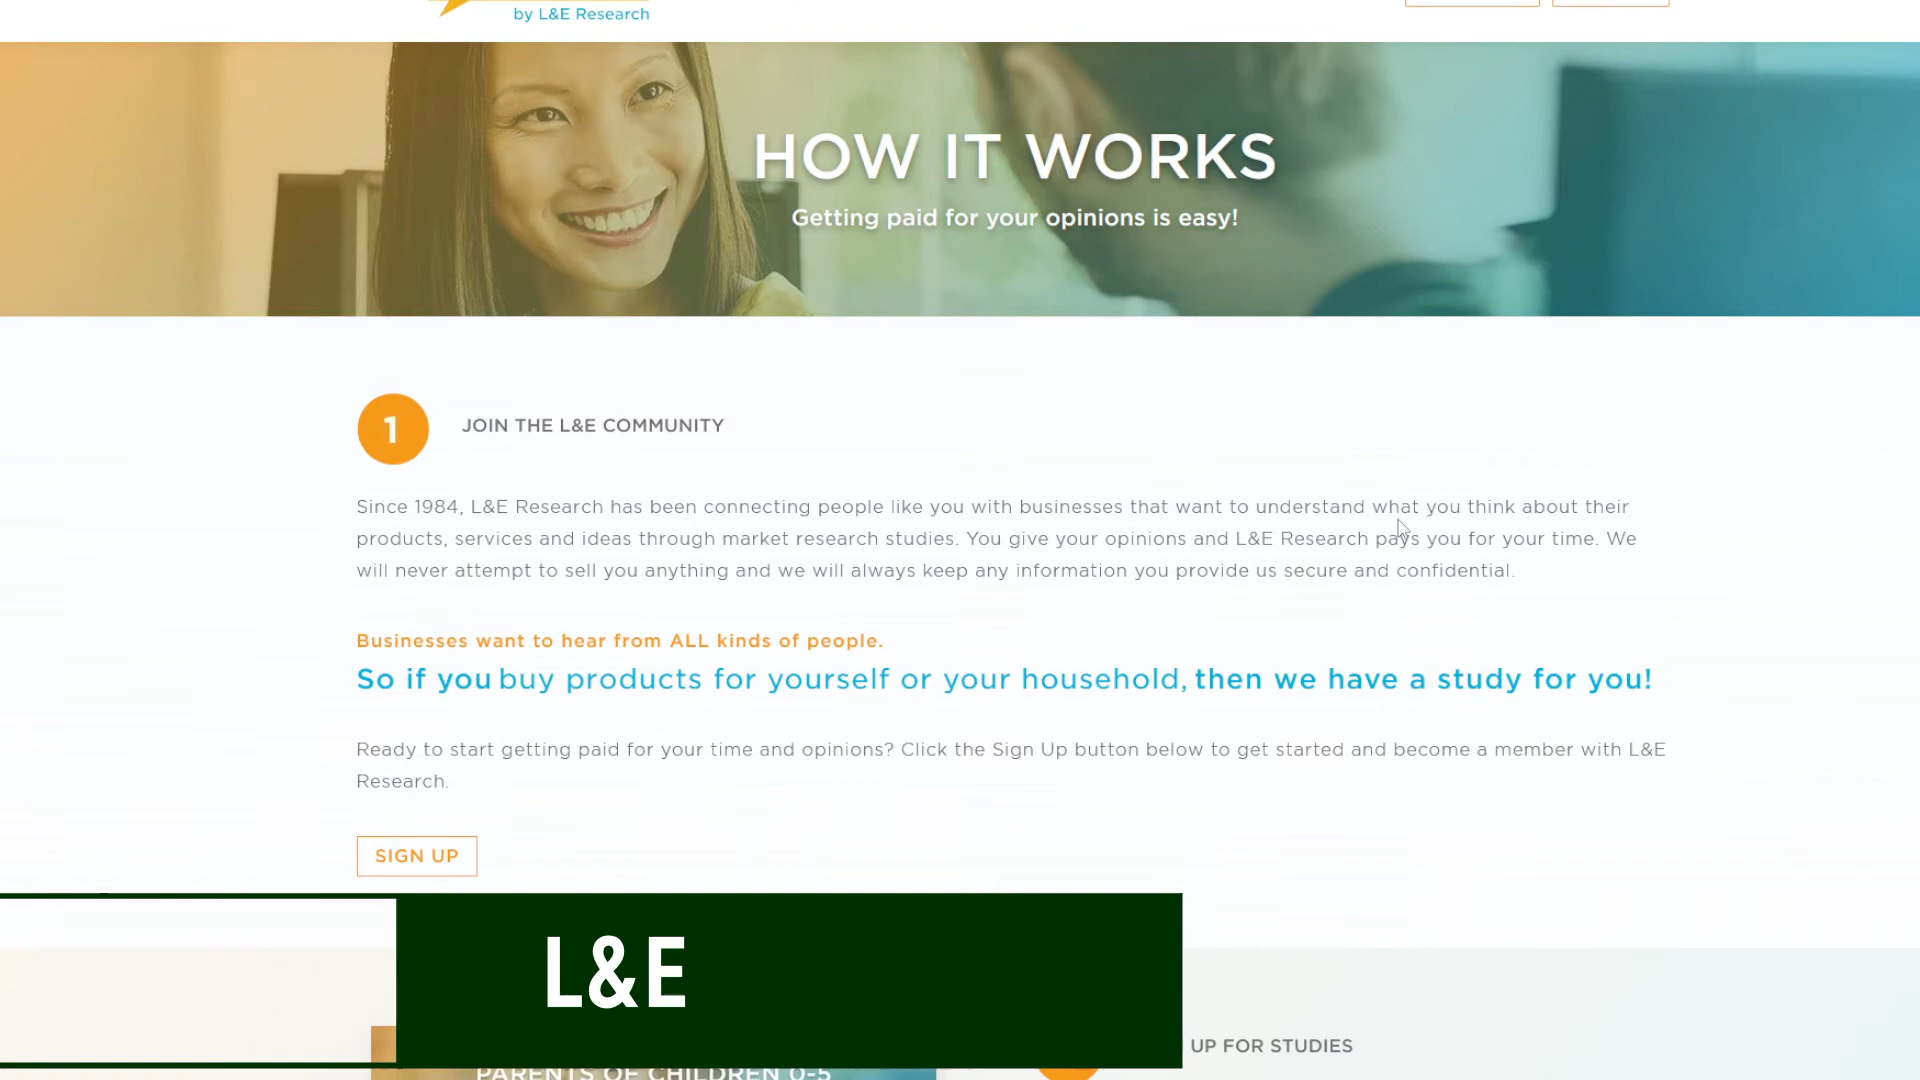 by L&E Research
HOW IT WORKS
Getting paid for your opinions is easy!
1
JOIN THE L&E COMMUNITY
Since 1984, L&E Research has been connecting people like you with businesses that want to understand what you think about their
products, services and ideas through market research studies. You give your opinions and L&E Research pays you for your time. We
will never attempt to sell you anything and we will always keep any information you provide us secure and confidential.
Businesses want to hear from ALL kinds of people.
So if you buy products for yourself or your household, then we have a study for you!
Ready to start getting paid for your time and opinions? Click the Sign Up button below to get started and become a member with L&E
Research.
SIGN UP
L&E
UP FOR STUDIES
PARENTS OF CHILDREN 0-5